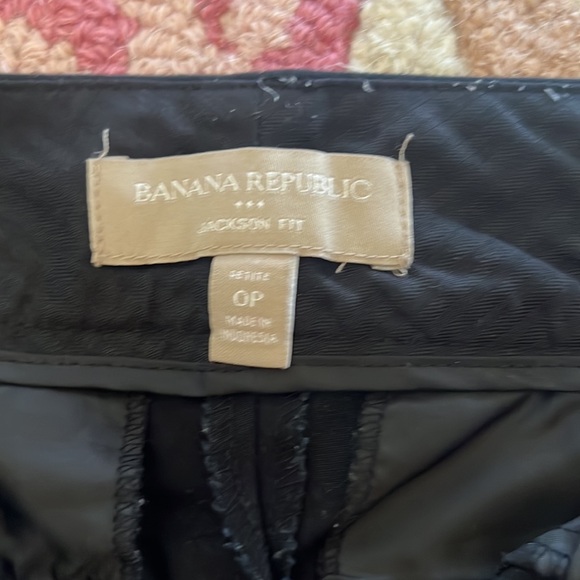 BANANA REPUBLIC
JACKSON FIT
PETITE
0P
MADE IN
INDONESIA